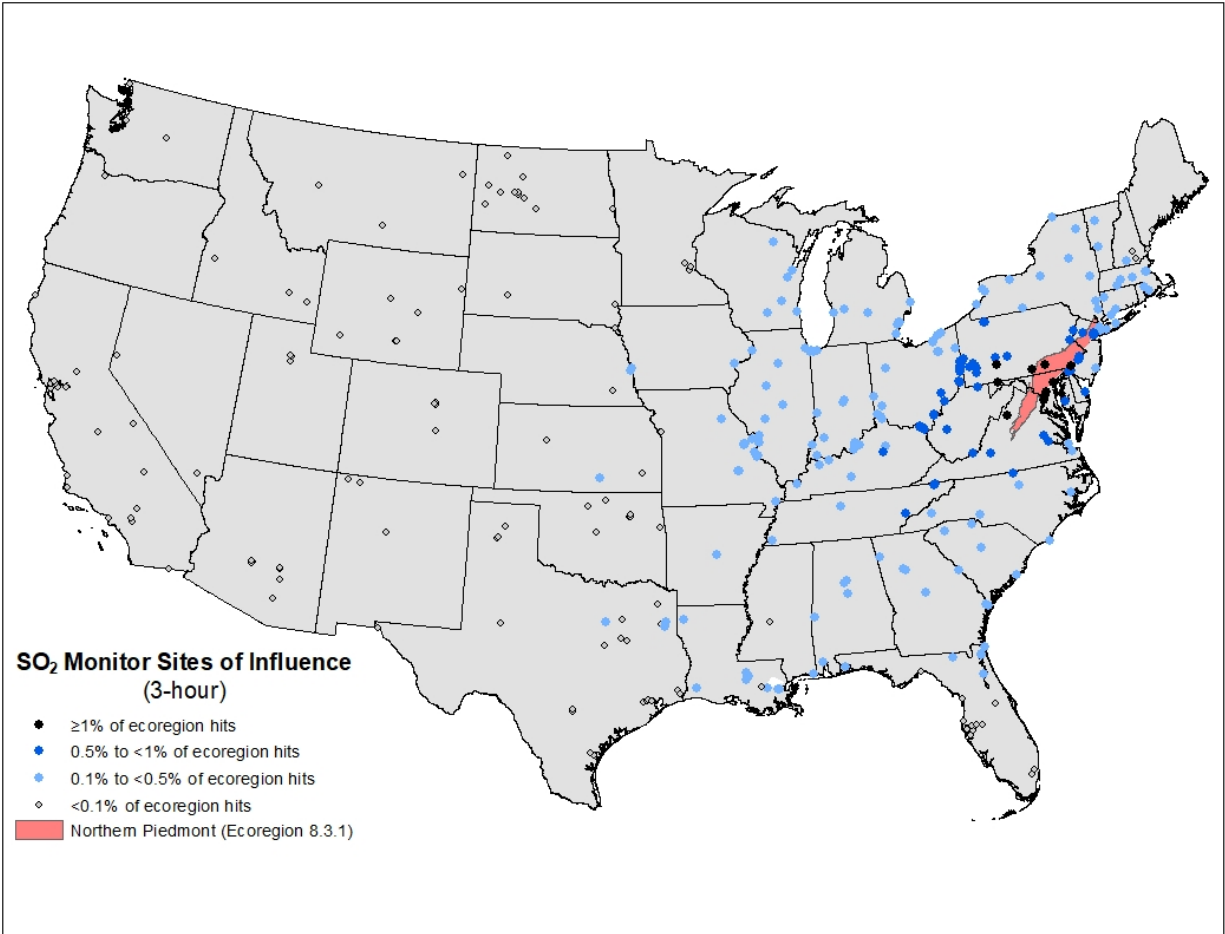 SO₂ Monitor Sites of Influence
(3-hour)
≥1% of ecoregion hits
0.5% to <1% of ecoregion hits
0.1% to <0.5% of ecoregion hits
<0.1% of ecoregion hits
Northern Piedmont (Ecoregion 8.3.1)